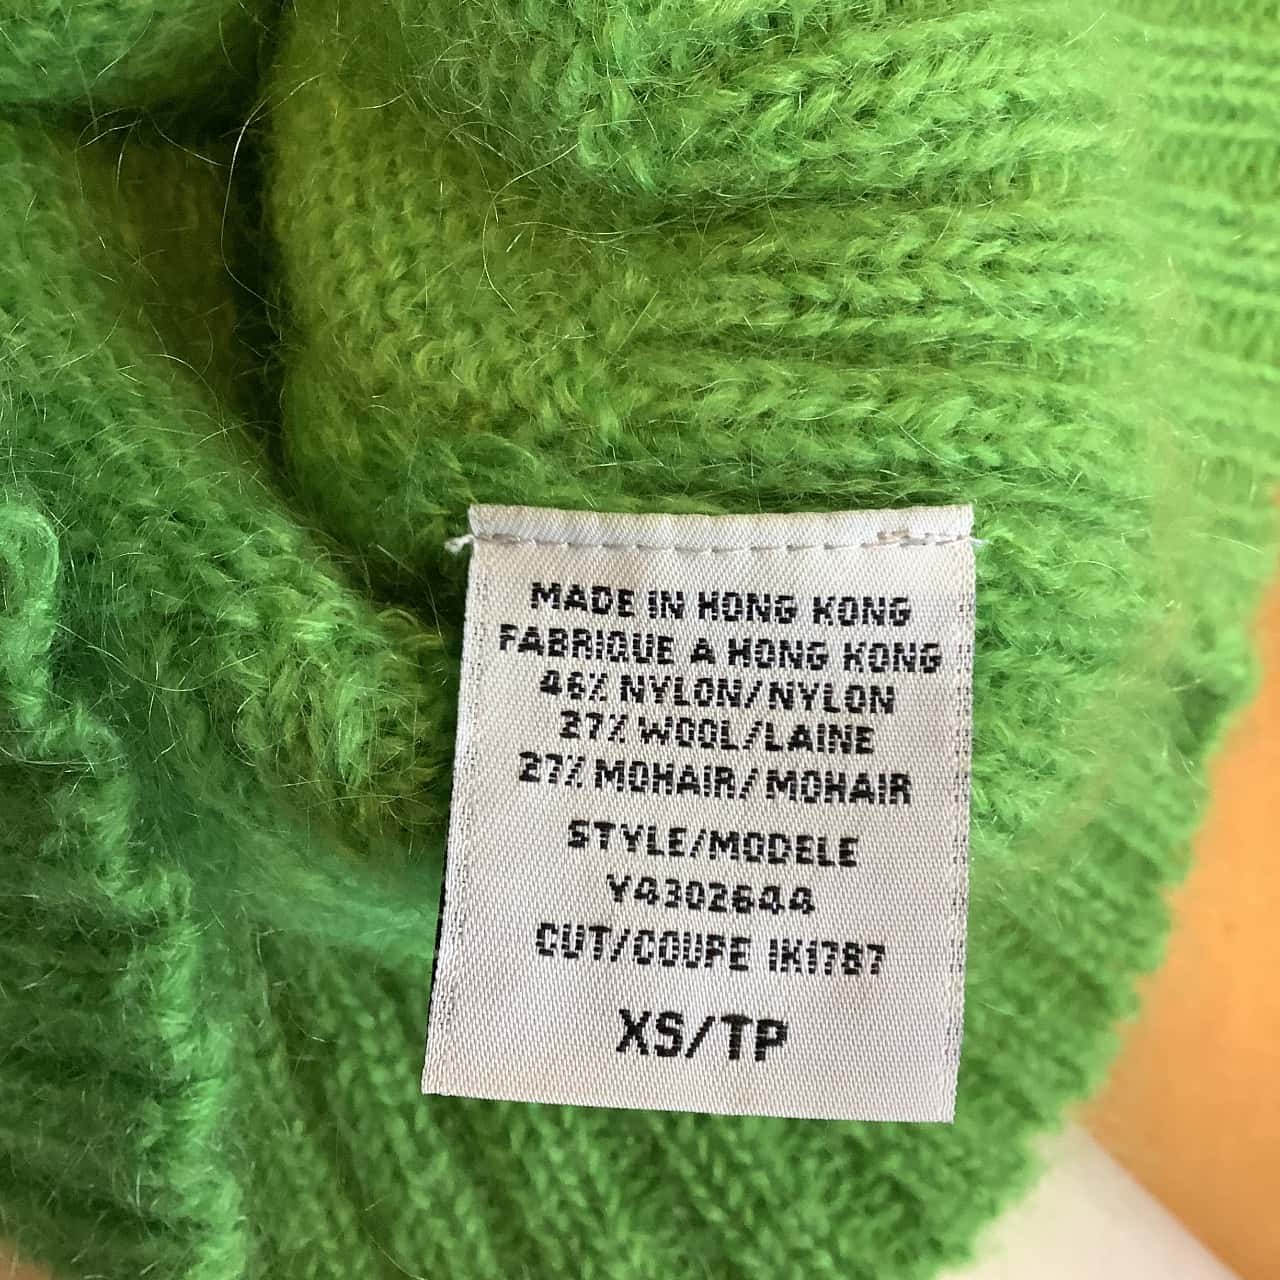 MADE IN HONG KONG
FABRIQUE A HONG KONG
46% NYLON/NYLON
27% WOOL/LAINE
27% MOHAIR/MOHAIR
STYLE/MODELE
Y4302644
CUT/COUPE IK1787
XS/TP